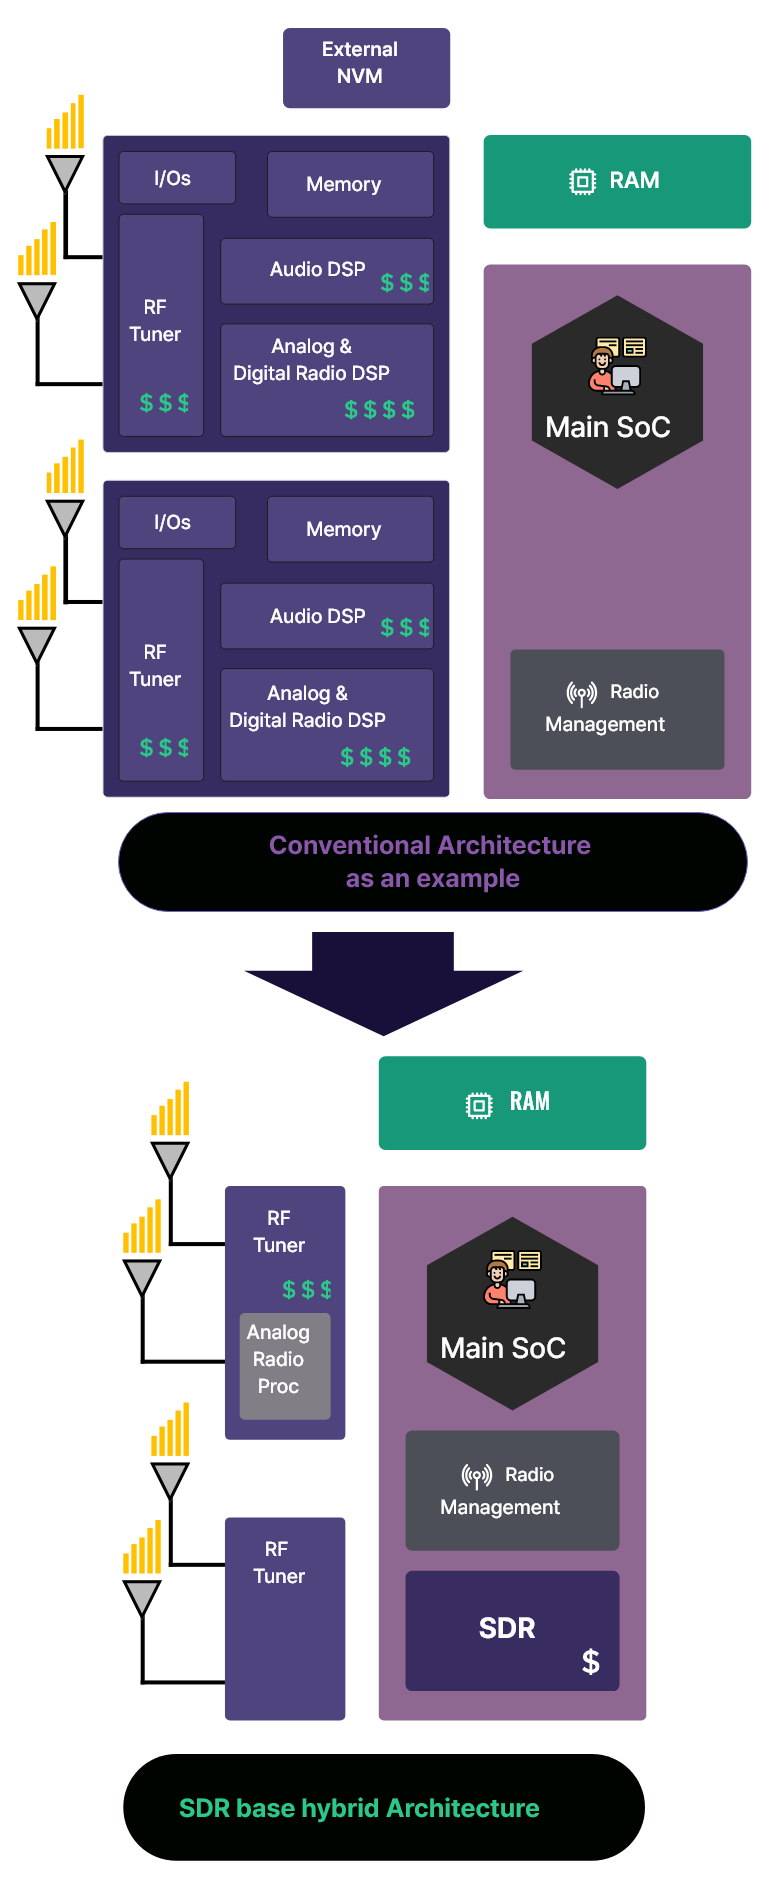 External
NVM
I/Os
Memory
RAM
Audio DSP
$ $ $
RF
Tuner
$ $ $
Analog &
Digital Radio DSP
$ $ $ $
Main SoC
I/Os
Memory
Audio DSP
$ $ $
RF
Tuner
$ $ $
Analog &
Digital Radio DSP
$ $ $ $
Radio
Management
Conventional Architecture
as an example
RAM
RF
Tuner
$ $ $
Analog
Radio
Proc
Main SoC
Radio
Management
RF
Tuner
SDR
$
SDR base hybrid Architecture